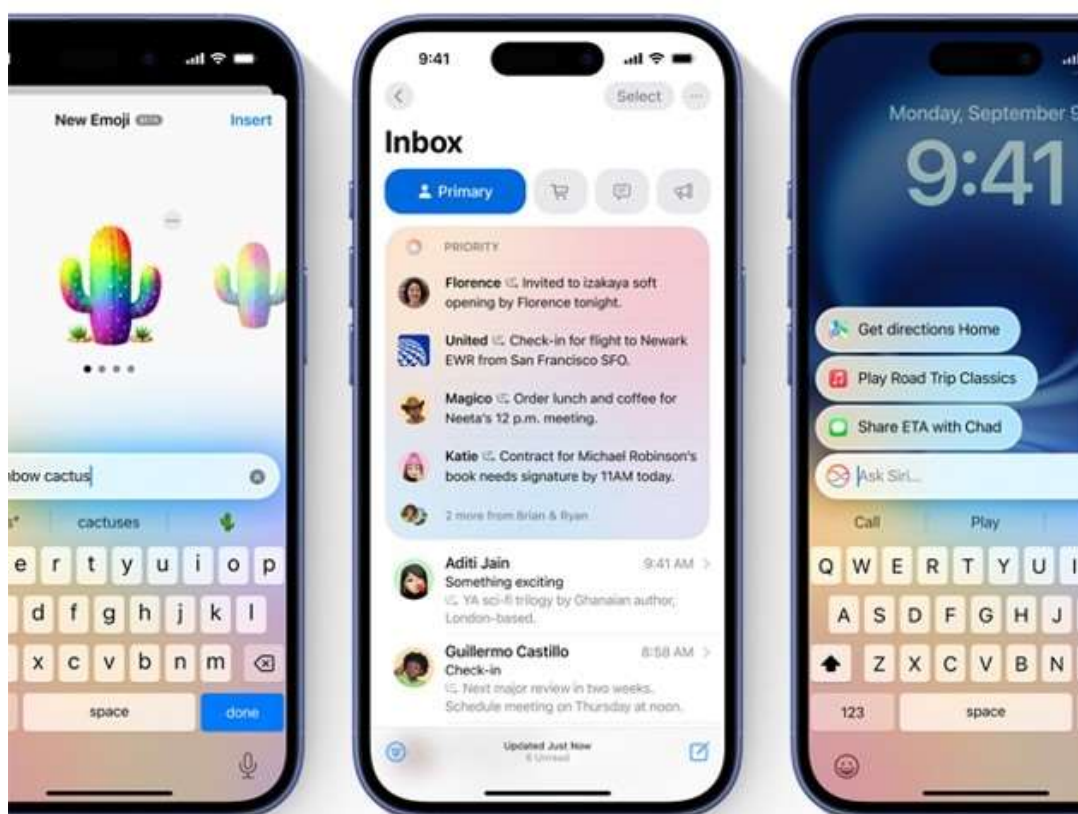 New Emoji BETA
Insert
nbow cactus
s"
cactuses
e r t y u i o p
d f g h j k l
x c v b n m
space
done
9:41
Select
Inbox
Primary
PRIORITY
Florence Invited to izakaya soft
opening by Florence tonight.
United Check-in for flight to Newark
EWR from San Francisco SFO.
Magico Order lunch and coffee for
Neeta's 12 p.m. meeting.
Katie Contract for Michael Robinson's
book needs signature by 11AM today.
2 more from Brian & Ryan
Aditi Jain 9:41 AM
Something exciting
YA sci-fi trilogy by Ghanaian author,
London-based.
Guillermo Castillo 8:58 AM
Check-in
Next major review in two weeks.
Schedule meeting on Thursday at noon.
Updated Just Now
6 Unread
Monday, September 9
9:41
Get directions Home
Play Road Trip Classics
Share ETA with Chad
Ask Siri...
Call
Play
Q W E R T Y U I
A S D F G H J
Z X C V B N
123
space